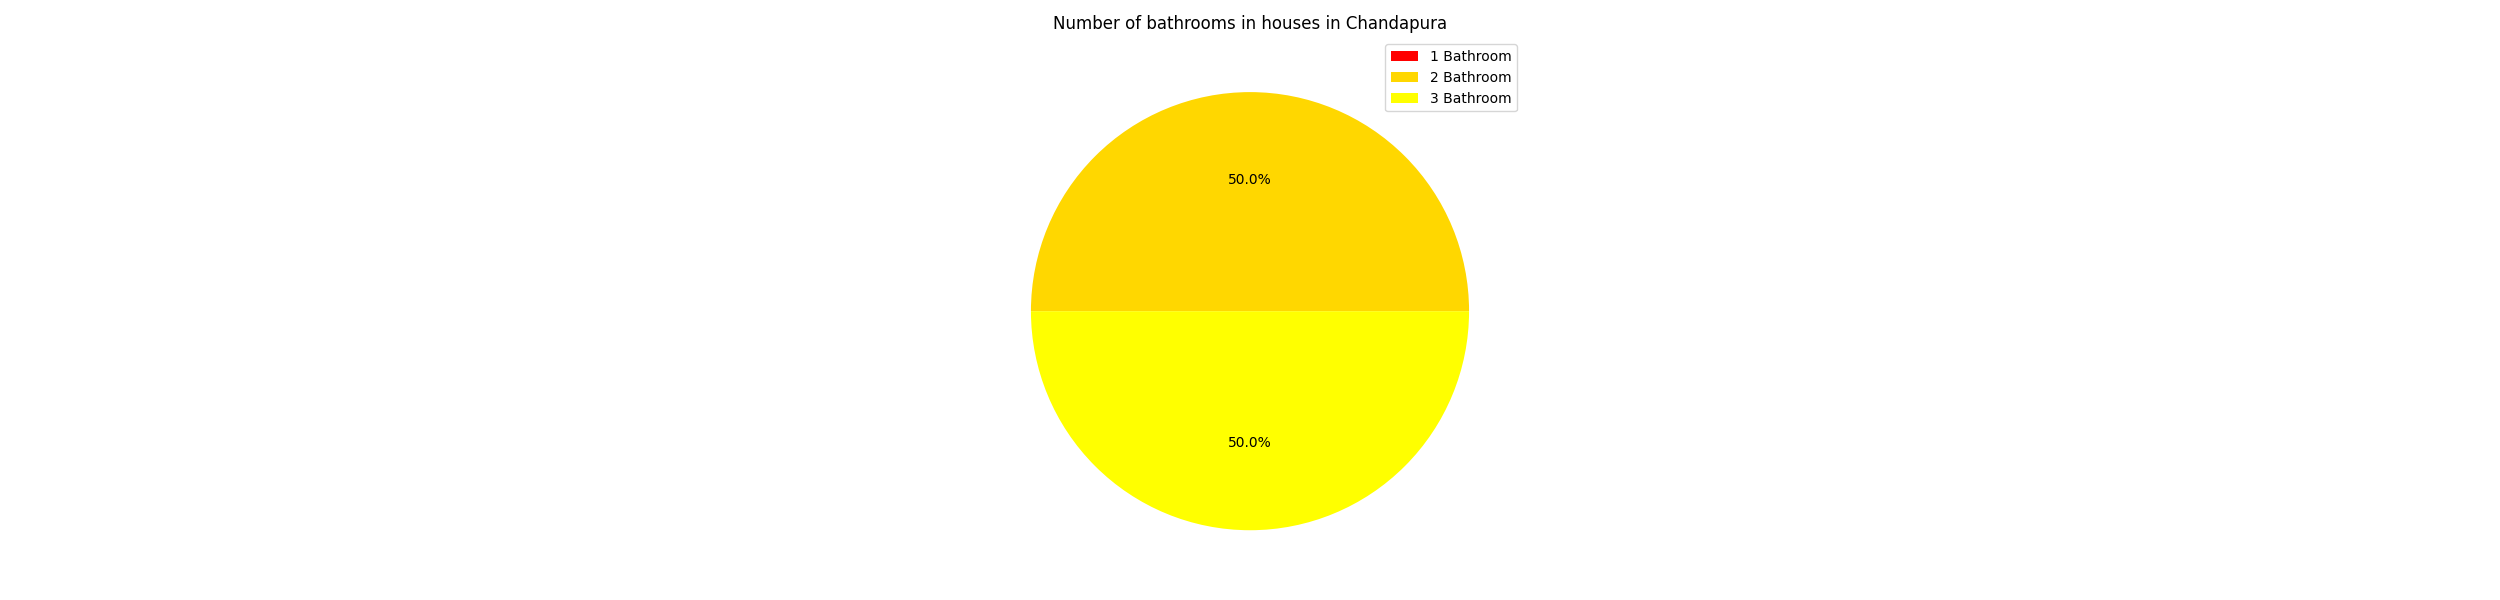 Number of bathrooms in houses in Chandapura
1 Bathroom
2 Bathroom
3 Bathroom
50.0%
50.0%